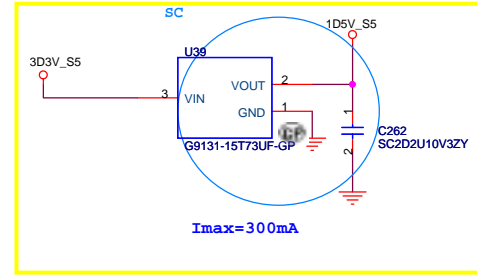 SC
1D5V_S5
U39
3D3V_S5
VOUT
2
3
VIN
GND
1
GP
G9131-15T73UF-GP
1
C262
SC2D2U10V3ZY
2
Imax=300mA